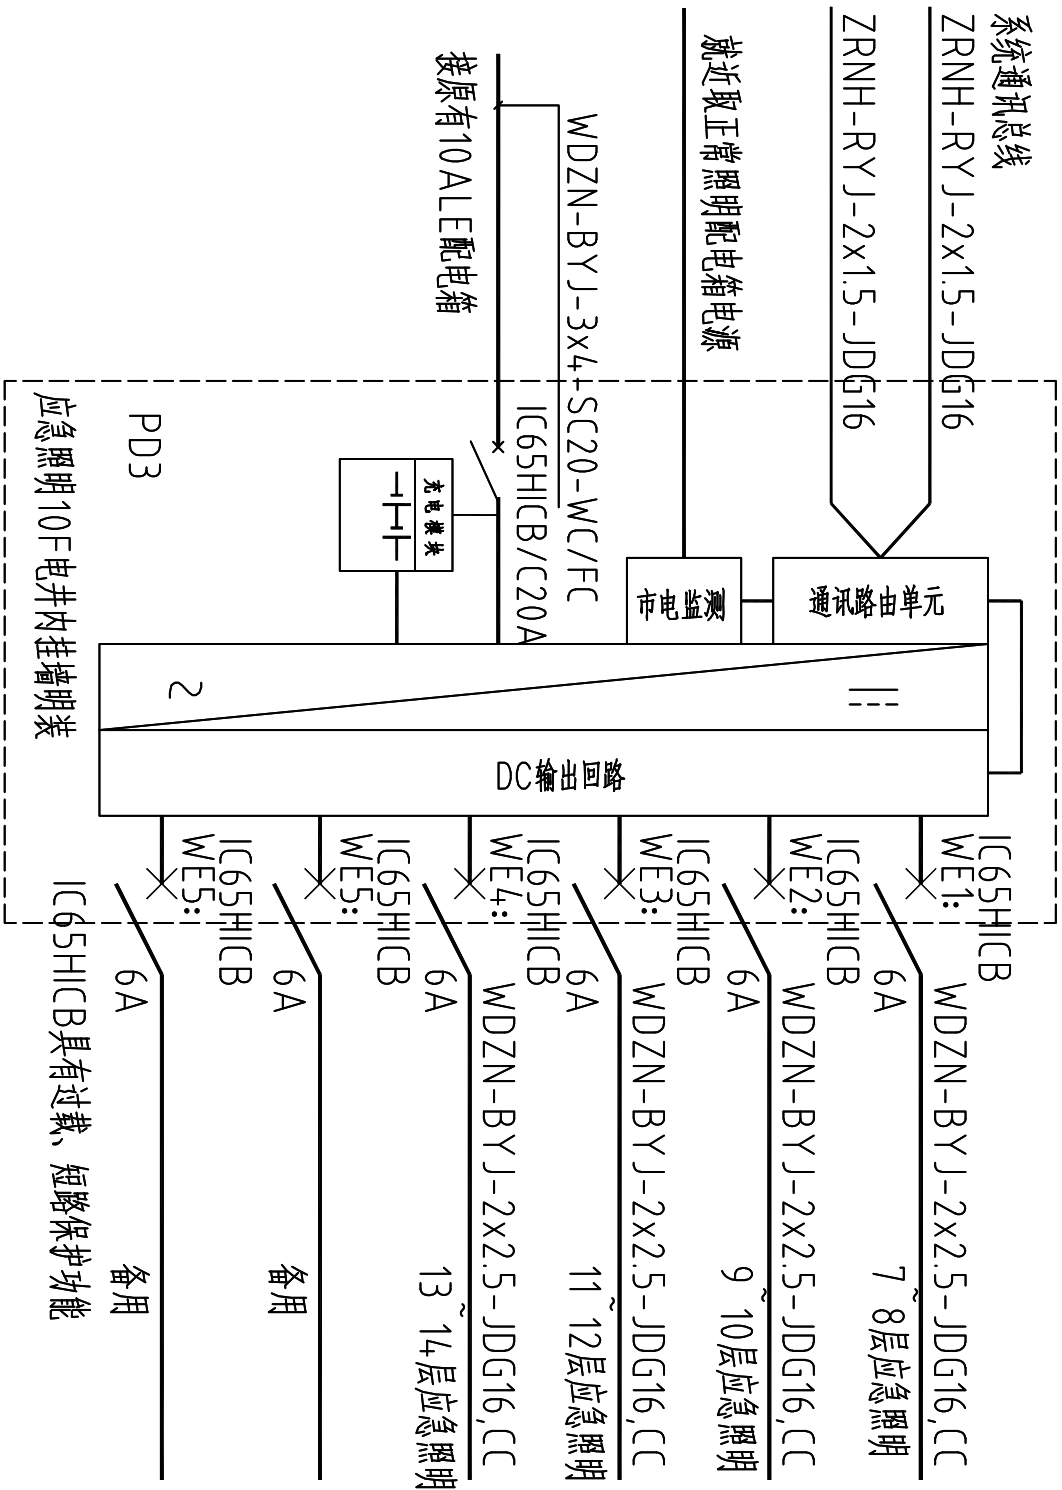 系统通讯总线
ZRNH-RYJ-2x1.5-JDG16
ZRNH-RYJ-2x1.5-JDG16
就近取正常照明配电箱电源
WDZN-BYJ-3x4-SC20-WC/FC
IC65HICB/C20A
接原有10ALE配电箱
PD3
应急照明10F电井内挂墙明装
通讯路由单元
市电监测
充电模块
~
DC输出回路
IC65HICB
WE1:
6A
WDZN-BYJ-2x2.5-JDG16,CC
7~8层应急照明
IC65HICB
WE2:
6A
WDZN-BYJ-2x2.5-JDG16,CC
9~10层应急照明
IC65HICB
WE3:
6A
WDZN-BYJ-2x2.5-JDG16,CC
11~12层应急照明
IC65HICB
WE4:
6A
WDZN-BYJ-2x2.5-JDG16,CC
13~14层应急照明
IC65HICB
WE5:
6A
备用
IC65HICB
WE5:
6A
备用
IC65HICB具有过载、短路保护功能